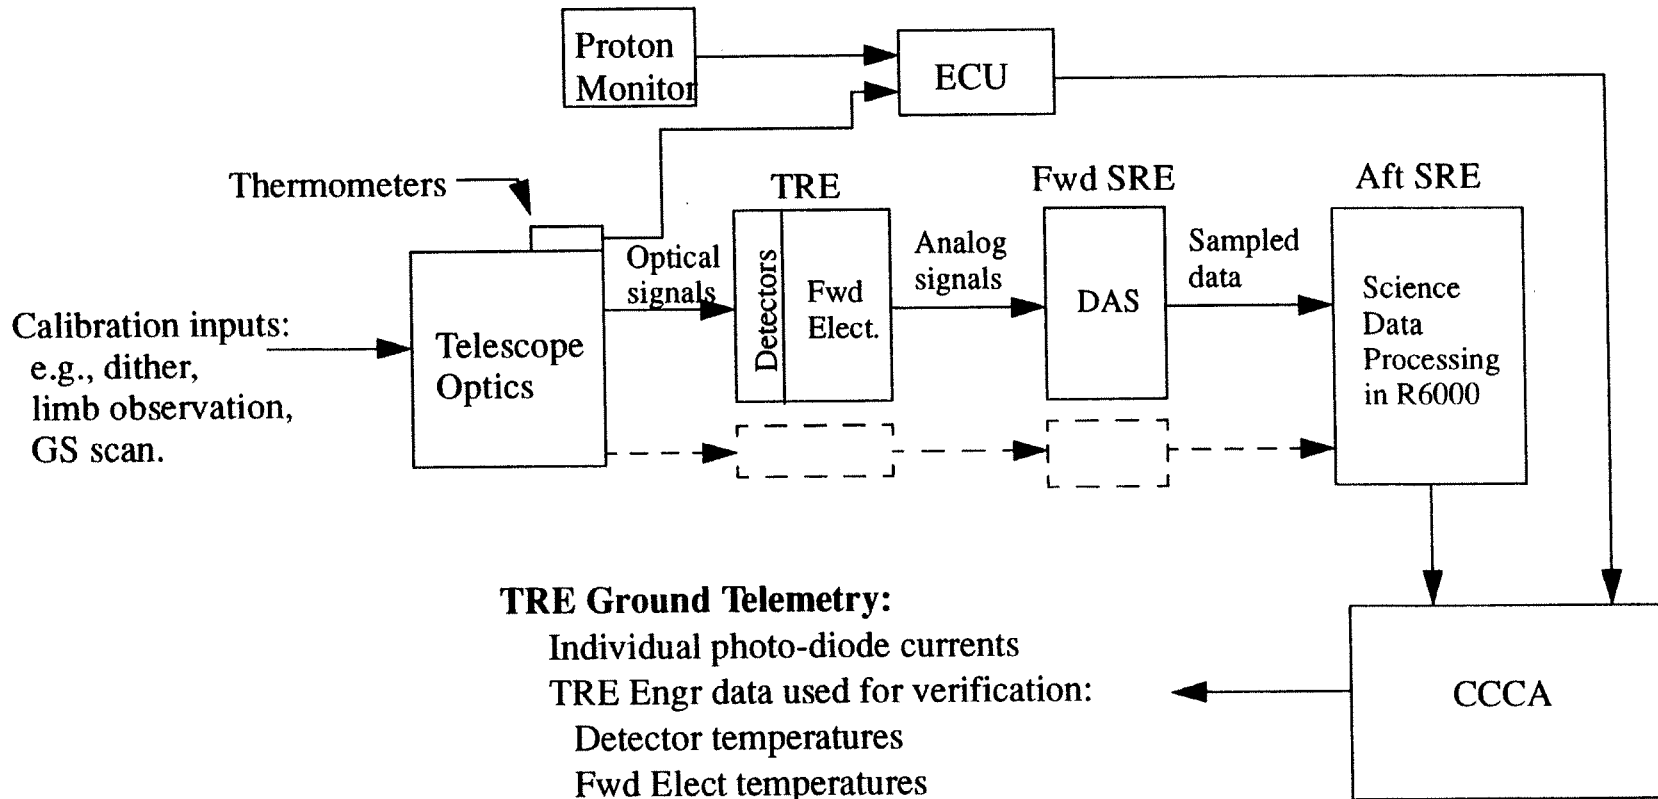 Proton
Monitor
ECU
Thermometers
TRE
Fwd SRE
Aft SRE
Optical
signals
Detectors
Fwd
Elect.
Analog
signals
DAS
Sampled
data
Science
Data
Processing
in R6000
Calibration inputs:
e.g., dither,
limb observation,
GS scan.
Telescope
Optics
TRE Ground Telemetry:
Individual photo-diode currents
TRE Engr data used for verification:
Detector temperatures
Fwd Elect temperatures
CCCA